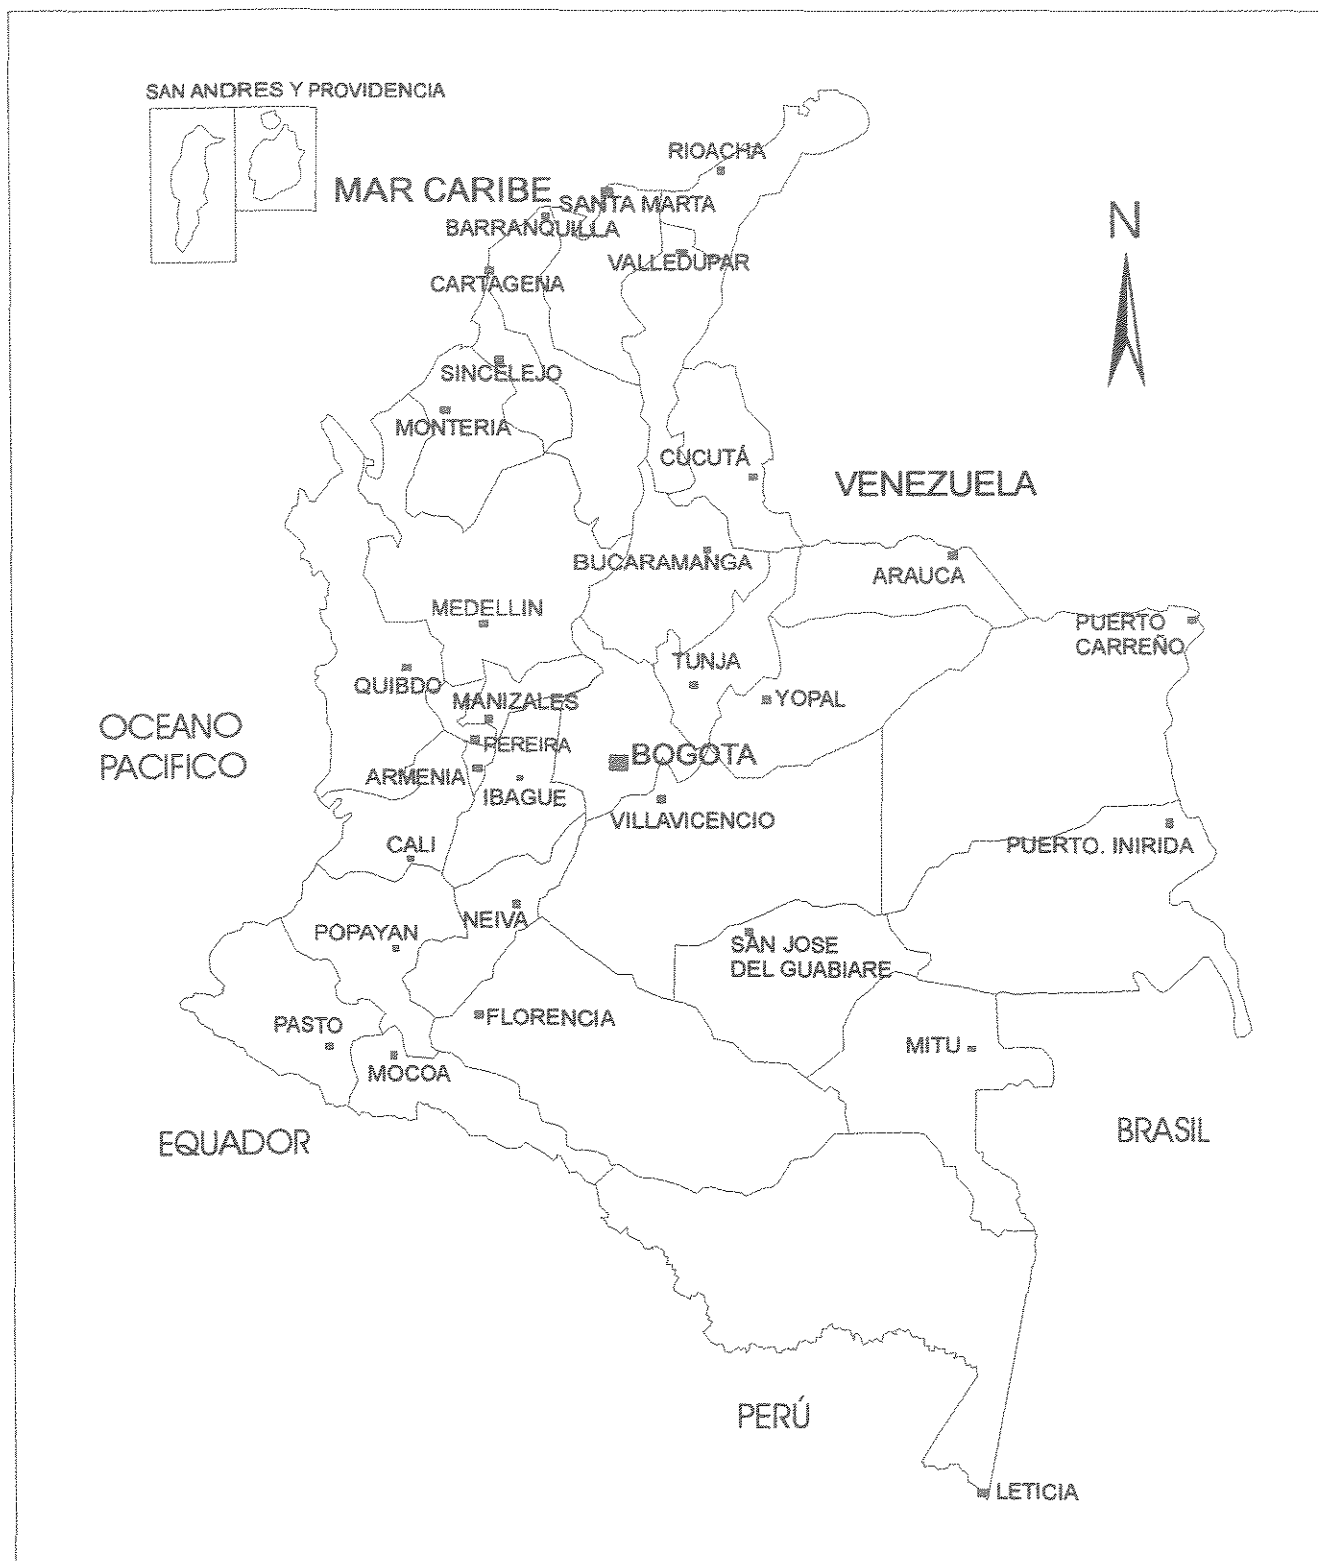 SAN ANDRES Y PROVIDENCIA
RIOACHA
MAR CARIBE
SANTA MARTA
BARRANQUILLA
N
VALLEDUPAR
CARTAGENA
SINCELEJO
MONTERIA
CUCUTÁ
VENEZUELA
BUCARAMANGA
ARAUCA
MEDELLIN
PUERTO
CARREÑO
TUNJA
QUIBDO
MANIZALES
YOPAL
OCEANO
PACIFICO
PEREIRA
BOGOTA
ARMENIA
IBAGUE
VILLAVICENCIO
CALI
PUERTO. INIRIDA
NEIVA
POPAYAN
SAN JOSE
DEL GUABIARE
PASTO
FLORENCIA
MITU
MOCOA
EQUADOR
BRASIL
PERÚ
LETICIA